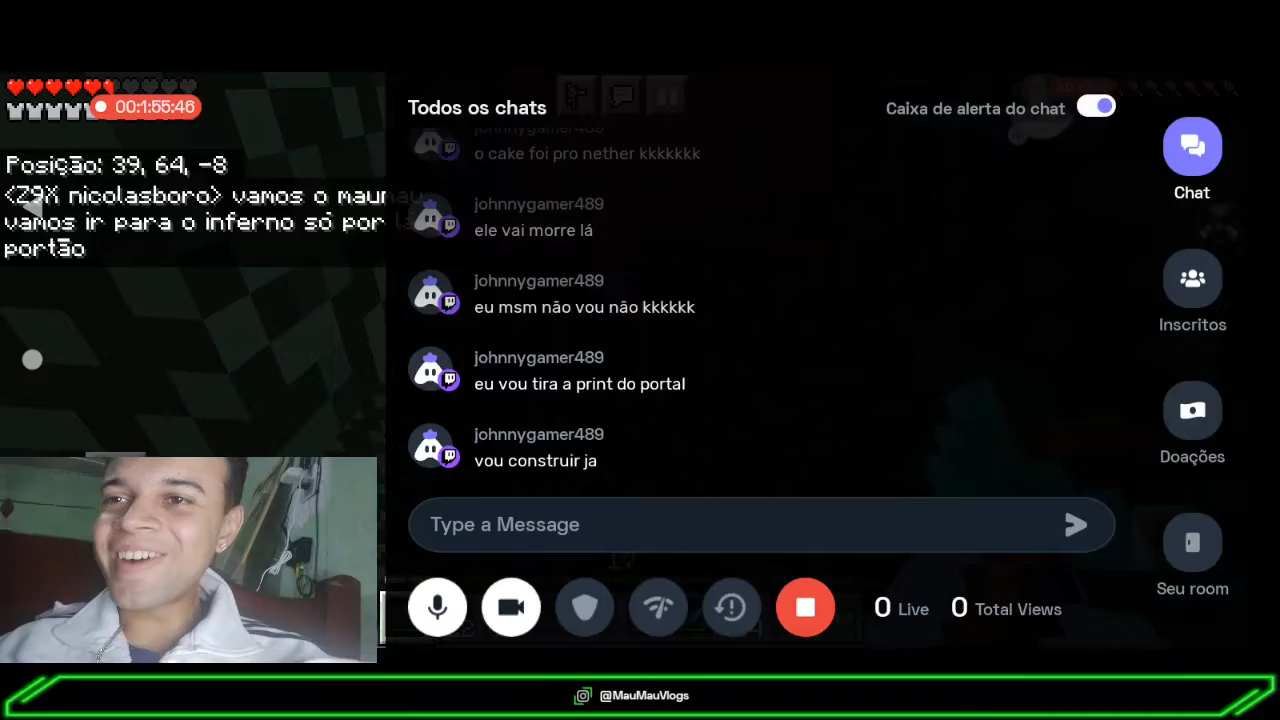 00:1:55:46
Posição: 39, 64, -8
<Z9X nicolasboro> vamos o maumau
vamos ir para o inferno só por
portão
Todos os chats
Caixa de alerta do chat
johnnygamer489
o cake foi pro nether kkkkkkk
johnnygamer489
ele vai morre lá
johnnygamer489
eu msm não vou não kkkkkk
johnnygamer489
eu vou tira a print do portal
johnnygamer489
vou construir ja
Type a Message
0 Live 0 Total Views
Chat
Inscritos
Doações
Seu room
@MauMauVlogs